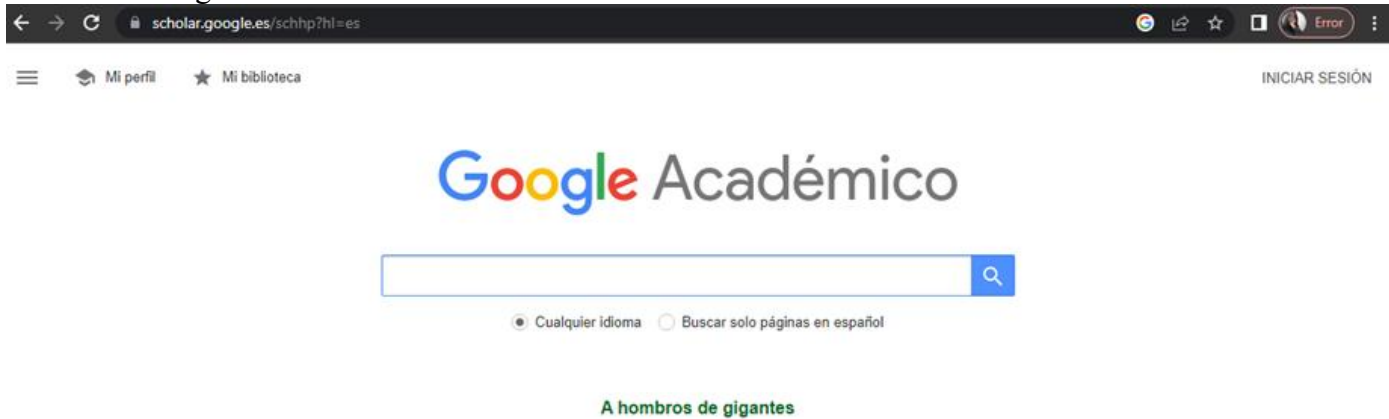 scholar.google.es/schhp?hl=es
Error
Mi perfil Mi biblioteca
INICIAR SESIÓN
Google Académico
Cualquier idioma Buscar solo páginas en español
A hombros de gigantes